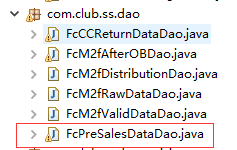 com.club.ss.dao
FcCCReturnDataDao.java
FcM2fAfterOBDao.java
FcM2fDistributionDao.java
FcM2fRawDataDao.java
FcM2fValidDataDao.java
FcPreSalesDataDao.java